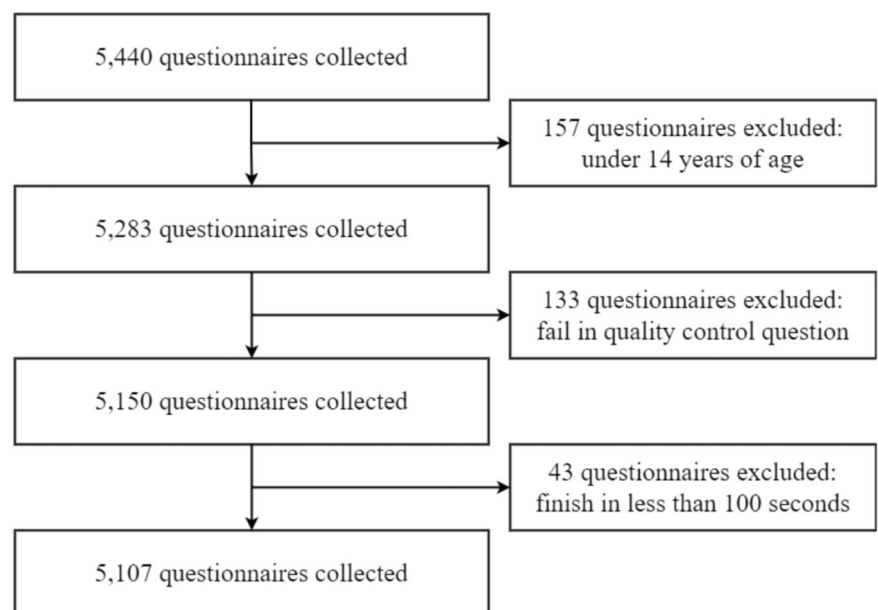 5,440 questionnaires collected
157 questionnaires excluded:
under 14 years of age
5,283 questionnaires collected
133 questionnaires excluded:
fail in quality control question
5,150 questionnaires collected
43 questionnaires excluded:
finish in less than 100 seconds
5,107 questionnaires collected